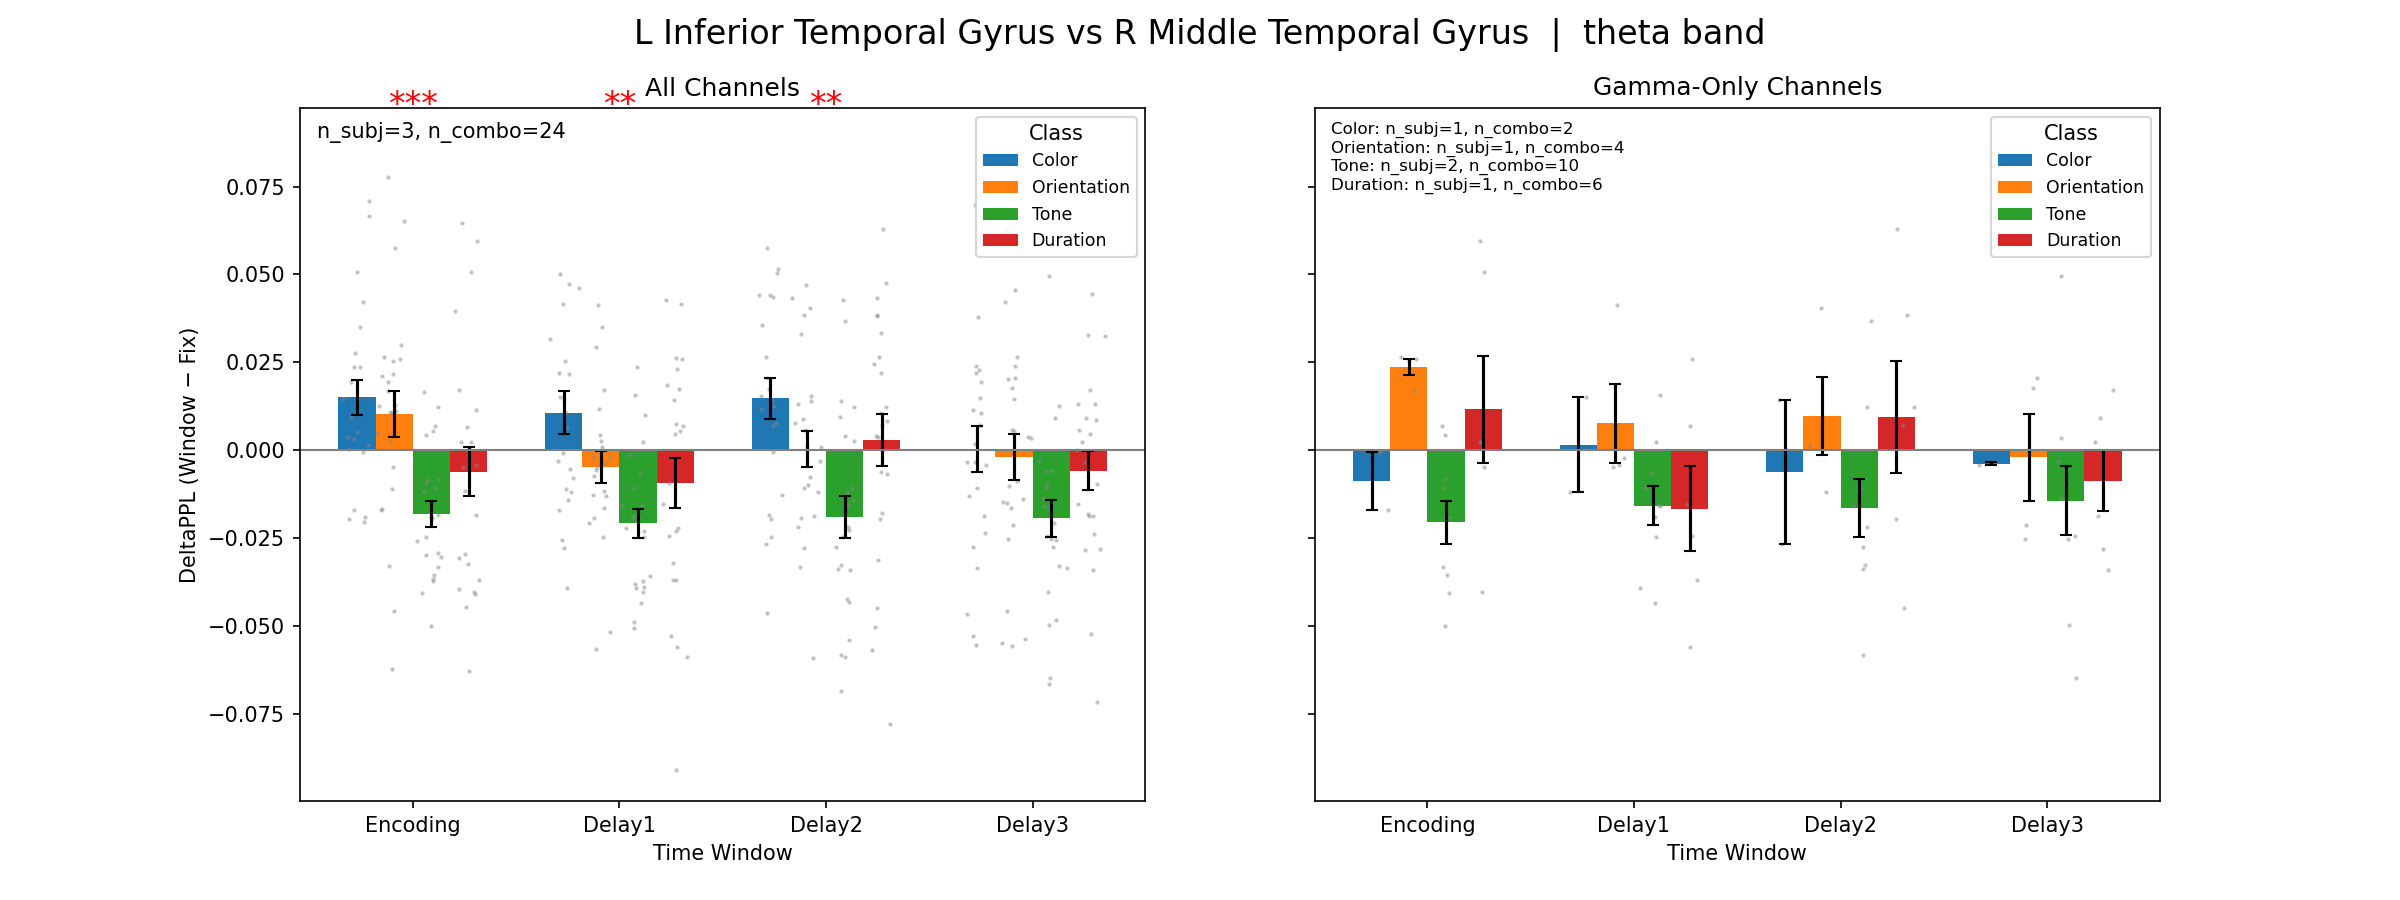 L Inferior Temporal Gyrus vs R Middle Temporal Gyrus | theta band
All Channels
*** ** **
n_subj=3, n_combo=24
Class
Color
Orientation
Tone
Duration
DeltaPPL (Window − Fix)
0.075
0.050
0.025
0.000
−0.025
−0.050
−0.075
Encoding Delay1 Delay2 Delay3
Time Window
Gamma-Only Channels
Color: n_subj=1, n_combo=2
Orientation: n_subj=1, n_combo=4
Tone: n_subj=2, n_combo=10
Duration: n_subj=1, n_combo=6
Class
Color
Orientation
Tone
Duration
Encoding Delay1 Delay2 Delay3
Time Window